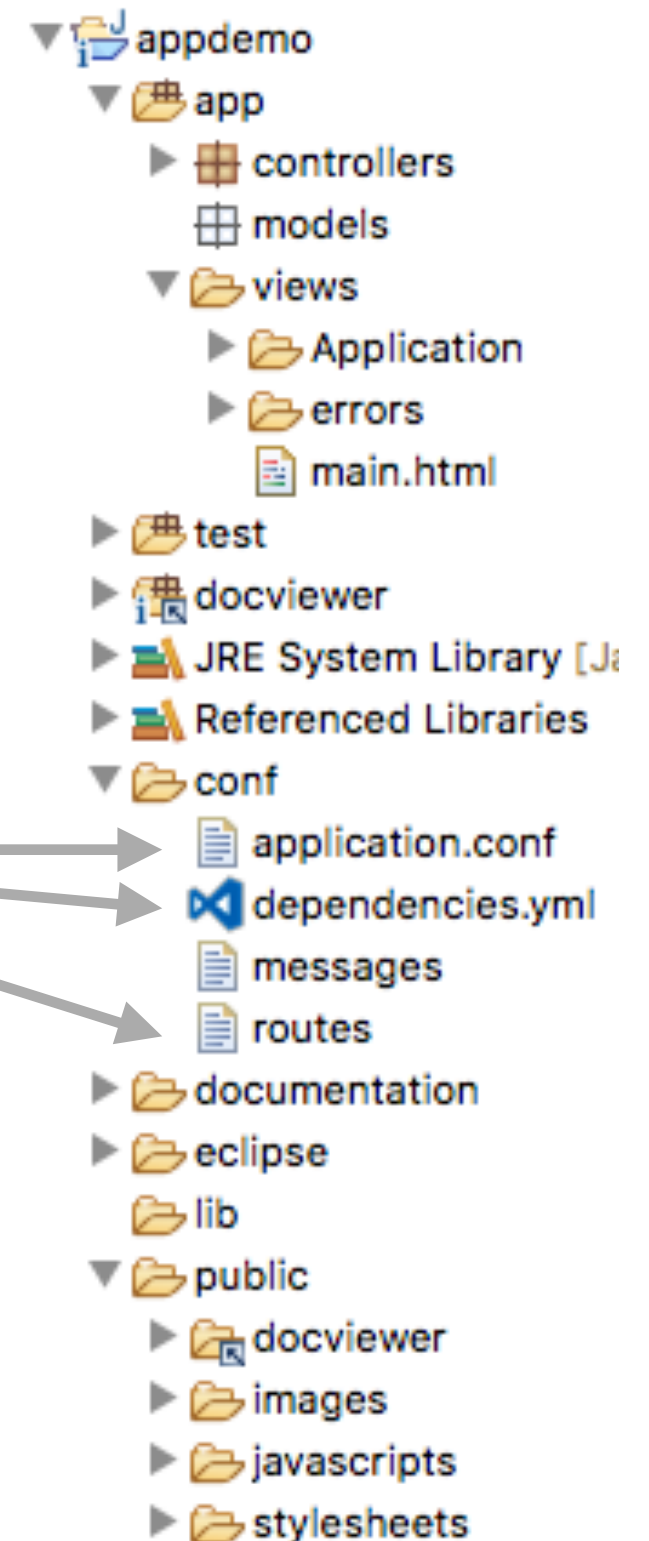 appdemo
app
controllers
models
views
Application
errors
main.html
test
docviewer
JRE System Library
Referenced Libraries
conf
application.conf
dependencies.yml
messages
routes
documentation
eclipse
lib
public
docviewer
images
javascripts
stylesheets